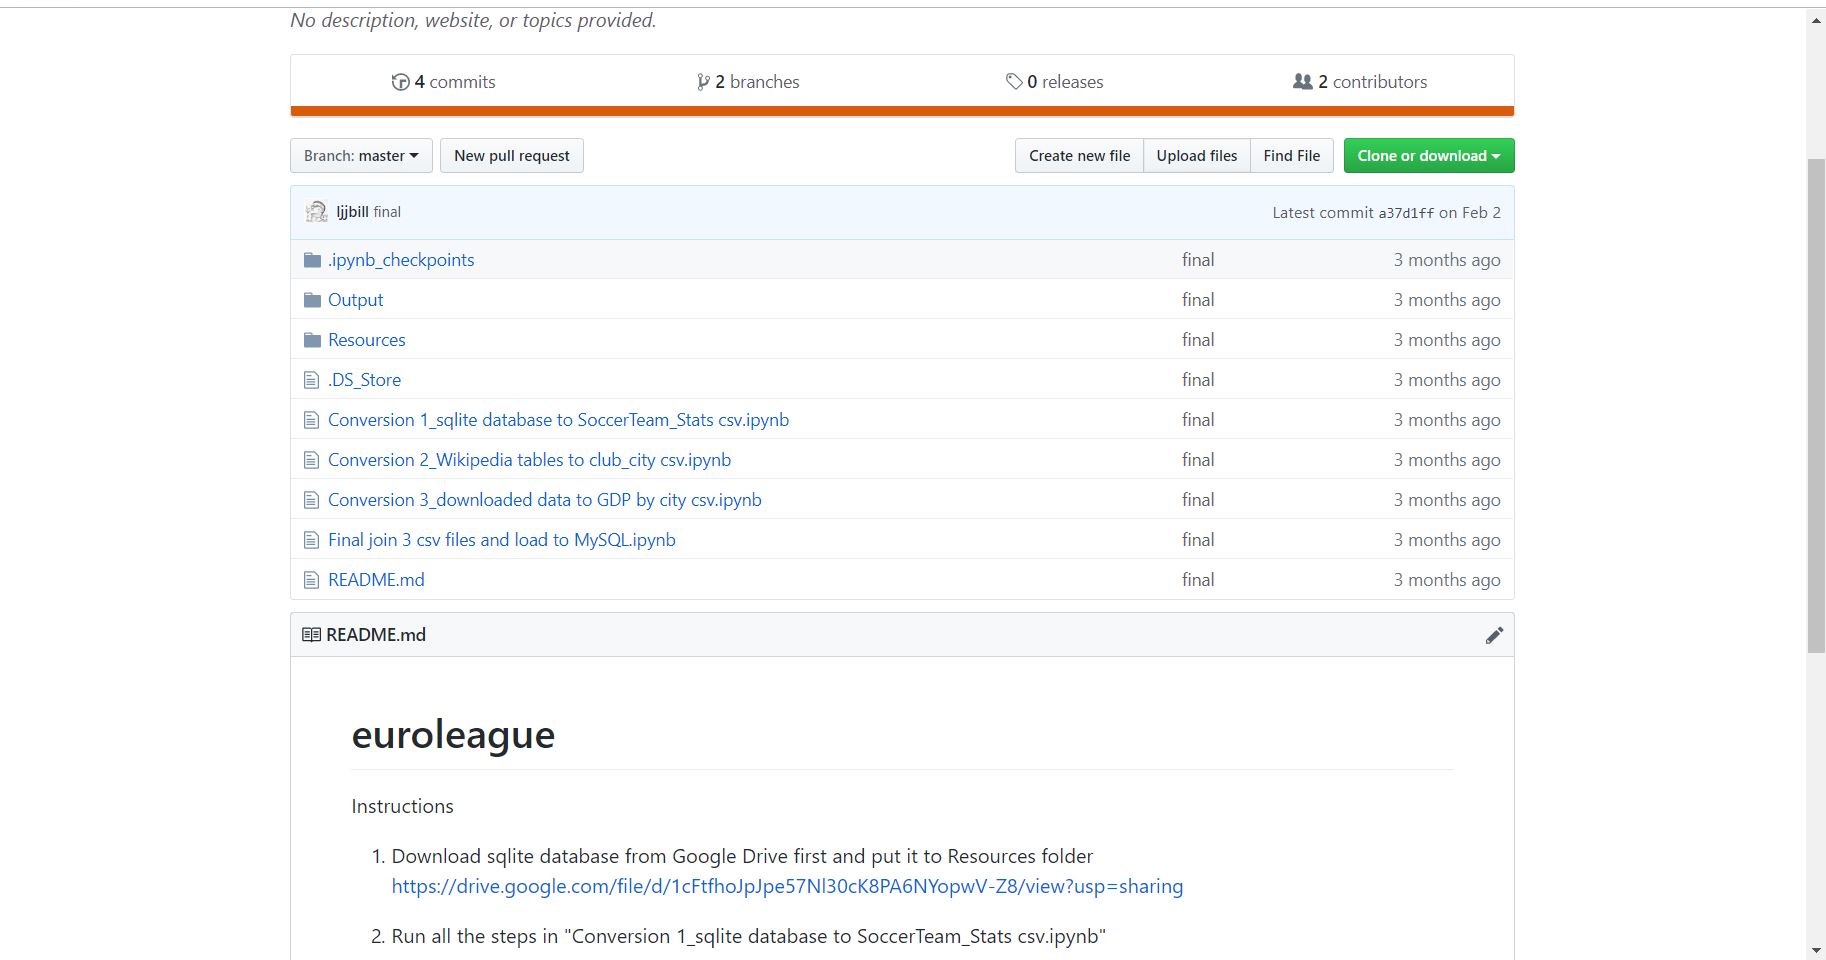 No description, website, or topics provided.
4 commits 2 branches 0 releases 2 contributors
Branch: master New pull request Create new file Upload files Find File Clone or download
ljjbill final Latest commit a37d1ff on Feb 2
.ipynb_checkpoints final 3 months ago
Output final 3 months ago
Resources final 3 months ago
.DS_Store final 3 months ago
Conversion 1_sqlite database to SoccerTeam_Stats csv.ipynb final 3 months ago
Conversion 2_Wikipedia tables to club_city csv.ipynb final 3 months ago
Conversion 3_downloaded data to GDP by city csv.ipynb final 3 months ago
Final join 3 csv files and load to MySQL.ipynb final 3 months ago
README.md final 3 months ago
README.md
euroleague
Instructions
1. Download sqlite database from Google Drive first and put it to Resources folder
https://drive.google.com/file/d/1cFtfhoJpJpe57Nl30cK8PA6NYopwV-Z8/view?usp=sharing
2. Run all the steps in "Conversion 1_sqlite database to SoccerTeam_Stats csv.ipynb"